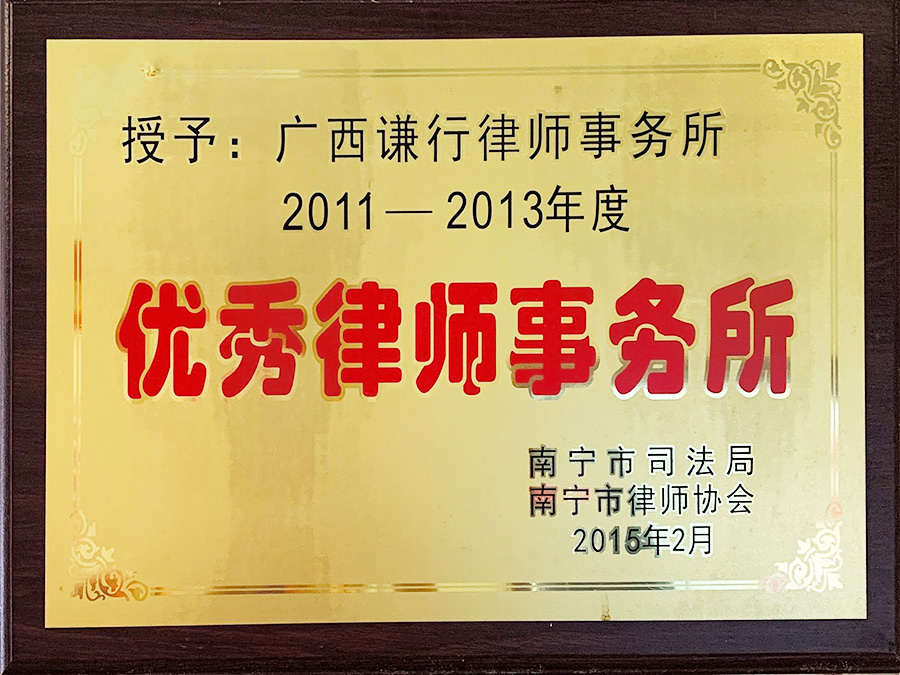 授予：广西谦行律师事务所
2011—2013年度
优秀律师事务所
南宁市司法局
南宁市律师协会
2015年2月